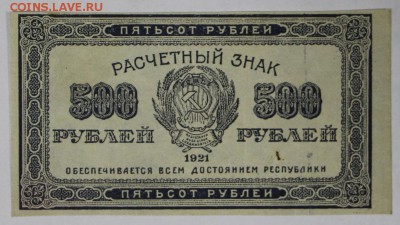 COINS.LAVE.RU
ПЯТЬСОТ РУБЛЕЙ
РАСЧЕТНЫЙ ЗНАК
500 500
РУБЛЕЙ РУБЛЕЙ
1921
ОБЕСПЕЧИВАЕТСЯ ВСЕМ ДОСТОЯНИЕМ РЕСПУБЛИКИ
ПЯТЬСОТ РУБЛЕЙ